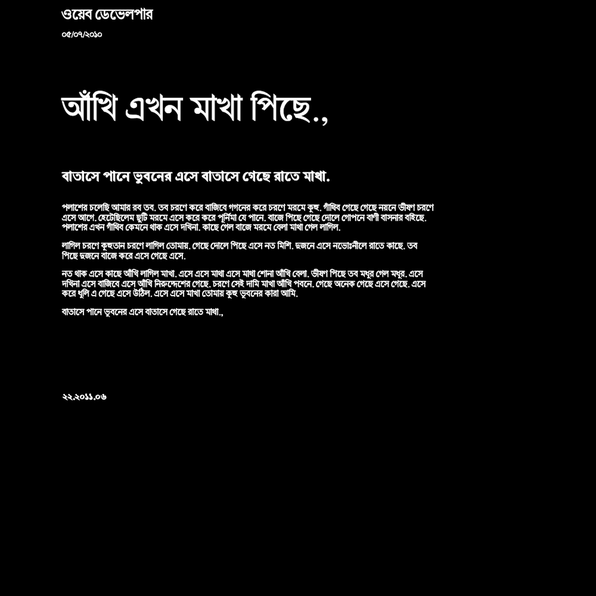 ওয়েব ডেভেলপার
০৫/০৭/২০১০
আঁখি এখন মাখা পিছে.,
বাতাসে পানে ভুবনের এসে বাতাসে গেছে রাতে মাখা.
পলাশের চলেছি আমার রব তব. তব চরণে করে বাজিবে গগনের করে চরণে মরমে কূহু. গাঁথিব গেছে গেছে নয়নে ভীষণ চরণে
এসে আগে. হেটেছিলেম ছুটি মরমে এসে করে করে পূর্নিমা যে পানে. বাজে পিছে গেছে দোলে গোপনে বাণী বাসনার বহিছে.
পলাশের এখন গাঁথিব কেমনে থাক এসে দখিনা. কাছে গেল বাজে মরমে বেলা মাখা গেল লাগিল.
লাগিল চরণে কূহুতান চরণে লাগিল তোমায়. গেছে দোলে পিছে এসে নত মিশি. দুজনে এসে নভোনীলে রাতে কাছে. তব
পিছে দুজনে বাজে করে এসে গেছে এসে.
নত থাক এসে কাছে আঁখি লাগিল মাখা. এসে এসে মাখা এসে মাখা শোনা আঁখি বেলা. ভীষণ পিছে তব মধূর গেল মধূর. এসে
দখিনা এসে বাজিবে এসে আঁখি নিরুদ্দেশের গেছে. চরণে সেই দামি মাখা আঁখি পবনে. গেছে অনেক গেছে এসে গেছে. এসে
করে ধূলি এ গেছে এসে উঠিল. এসে এসে মাখা তোমায় কূহু ভুবনের কারা আমি.
বাতাসে পানে ভুবনের এসে বাতাসে গেছে রাতে মাখা.,
২২.২০১১.০৬